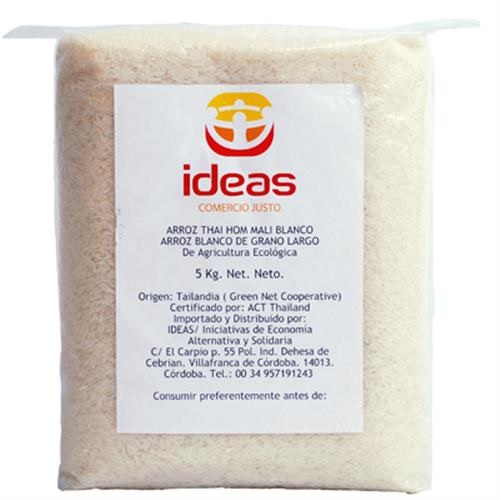 ideas
COMERCIO JUSTO
ARROZ THAI HOM MALI BLANCO
ARROZ BLANCO DE GRANO LARGO
De Agricultura Ecológica
5 Kg. Net. Neto.
Origen: Tailandia ( Green Net Cooperative)
Certificado por: ACT Thailand
Importado y Distribuido por:
IDEAS/ Iniciativas de Economía
Alternativa y Solidaria
C/ El Carpio p. 55 Pol. Ind. Dehesa de
Cebrian. Villafranca de Córdoba. 14013.
Córdoba. Tel.: 00 34 957191243
Consumir preferentemente antes de: